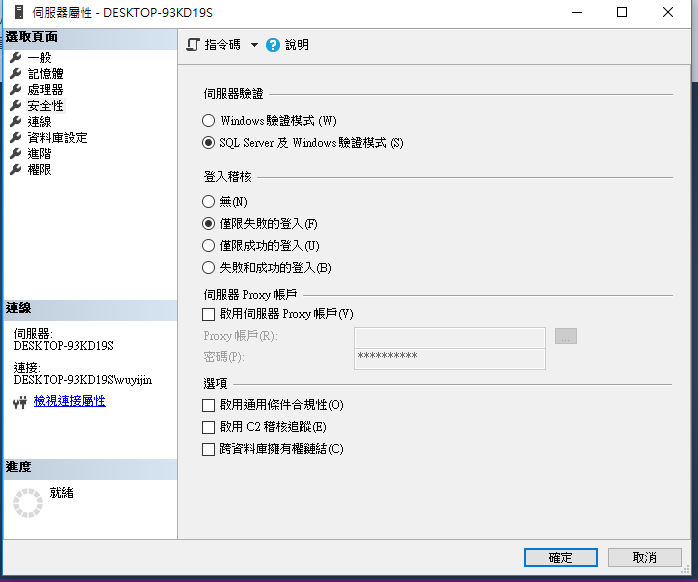 伺服器屬性 - DESKTOP-93KD19S
選取頁面
一般
記憶體
處理器
安全性
連線
資料庫設定
進階
權限
連線
伺服器:
DESKTOP-93KD19S
連接:
DESKTOP-93KD19S\wuyijin
檢視連接屬性
進度
就緒
指令碼 說明
伺服器驗證
Windows 驗證模式 (W)
SQL Server 及 Windows 驗證模式 (S)
登入稽核
無(N)
僅限失敗的登入(F)
僅限成功的登入(U)
失敗和成功的登入(B)
伺服器 Proxy 帳戶
啟用伺服器 Proxy 帳戶(V)
Proxy 帳戶(R): ...
密碼(P): **********
選項
啟用通用條件合規性(O)
啟用 C2 稽核追蹤(E)
跨資料庫擁有權鏈結(C)
確定 取消